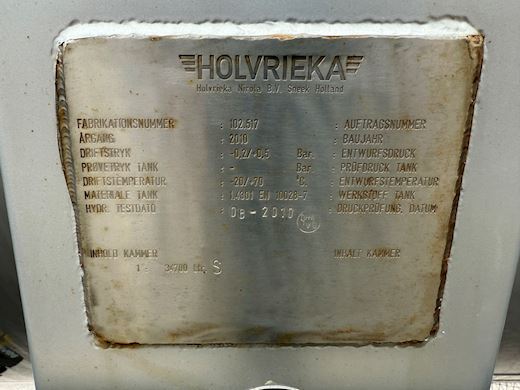 HOLVRIEKA
Holvrieka Nirota B.V. Sneek Holland
FABRIKATIONSNUMMER : 102.517 : AUFTRAGSNUMMER
ÅRGANG : 2010 : BAUJAHR
DRIFTSTRYK : -0,2/+0,5 Bar. : ENTWURFSDRUCK
PRØVETRYK TANK : - Bar. : PRÜFDRUCK TANK
DRIFTSTEMPERATUR : -20/+70 °C. : ENTWURFSTEMPERATUR
MATERIALE TANK : 1.4301 EN 10028-7 : WERKSTOFF TANK
HYDR. TESTDATO : 08-2010 : DRUCKPRÜFUNG, DATUM
INHOLD KAMMER INHALT KAMMER
1 : 34700 ltr. S